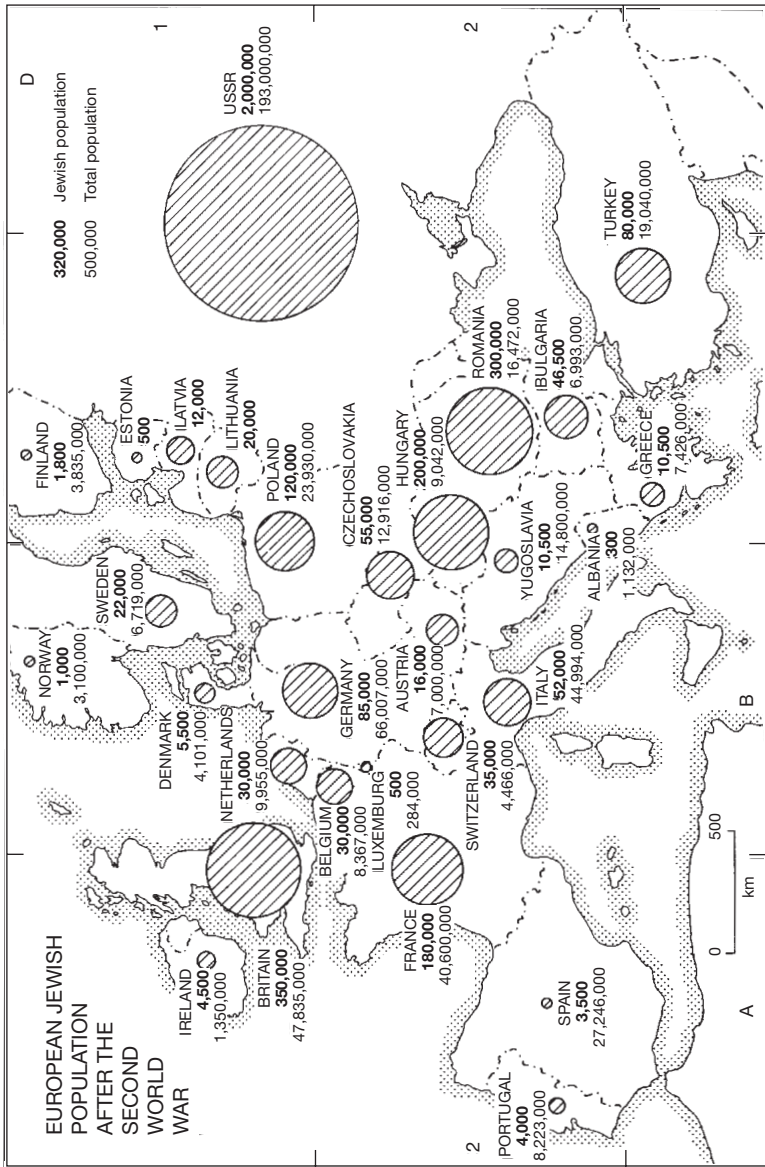 EUROPEAN JEWISH
POPULATION
AFTER THE
SECOND
WORLD
WAR
320,000 Jewish population
500,000 Total population
D
1
2
2
A
B
IRELAND
4,500
1,350,000
BRITAIN
350,000
47,835,000
NORWAY
1,000
3,100,000
SWEDEN
22,000
6,719,000
FINLAND
1,800
3,835,000
ESTONIA
500
LATVIA
12,000
LITHUANIA
20,000
USSR
2,000,000
193,000,000
DENMARK
5,500
4,101,000
NETHERLANDS
30,000
9,955,000
BELGIUM
30,000
8,367,000
LUXEMBURG
500
284,000
GERMANY
85,000
66,007,000
POLAND
120,000
23,930,000
CZECHOSLOVAKIA
55,000
12,916,000
AUSTRIA
16,000
7,000,000
HUNGARY
200,000
9,042,000
ROMANIA
300,000
16,472,000
FRANCE
180,000
40,600,000
SWITZERLAND
35,000
4,466,000
ITALY
52,000
44,994,000
YUGOSLAVIA
10,500
14,800,000
ALBANIA
300
1,132,000
BULGARIA
46,500
6,993,000
GREECE
10,500
7,426,000
TURKEY
80,000
19,040,000
PORTUGAL
4,000
8,223,000
SPAIN
3,500
27,246,000
0 500
km